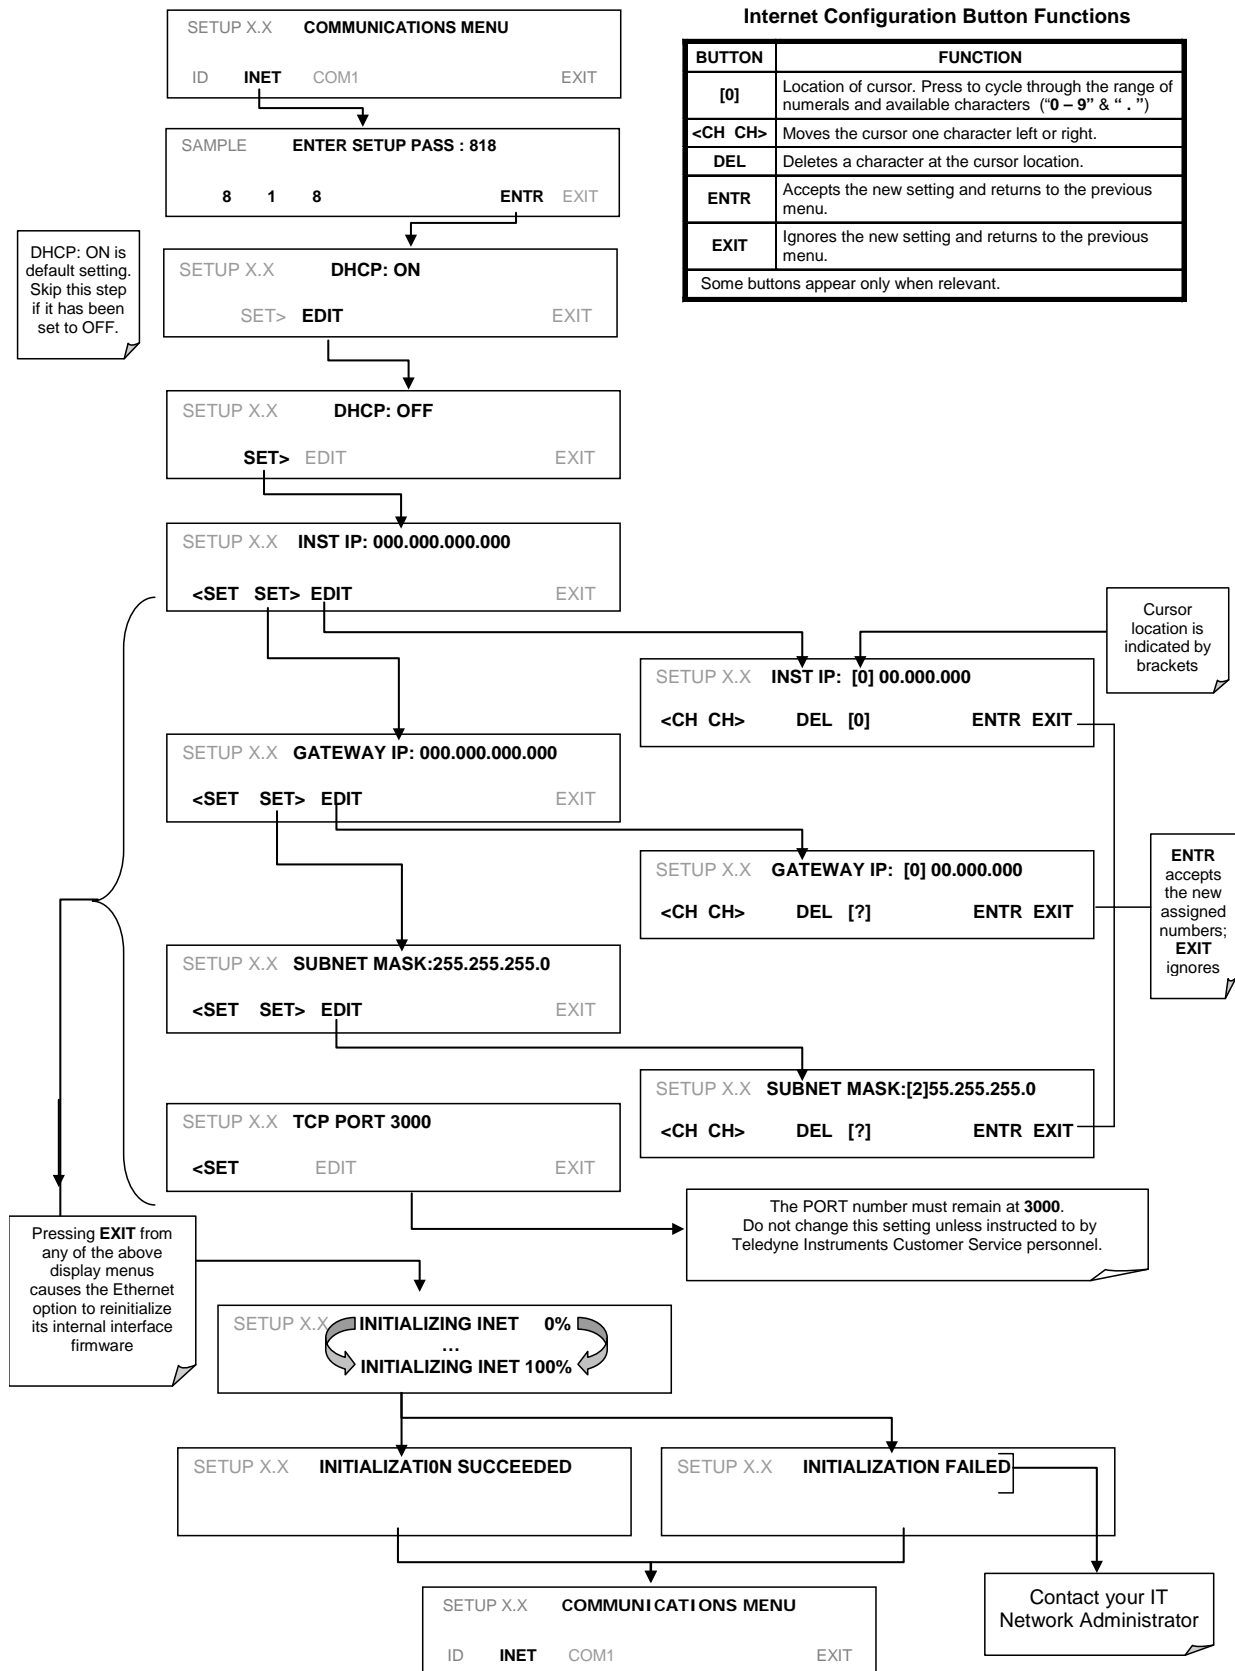 SETUP X.X COMMUNICATIONS MENU
ID INET COM1 EXIT
Internet Configuration Button Functions
BUTTON FUNCTION
[0] Location of cursor. Press to cycle through the range of
numerals and available characters (“0 – 9” & “ . ”)
<CH CH> Moves the cursor one character left or right.
DEL Deletes a character at the cursor location.
ENTR Accepts the new setting and returns to the previous
menu.
EXIT Ignores the new setting and returns to the previous
menu.
Some buttons appear only when relevant.
SAMPLE ENTER SETUP PASS : 818
8 1 8 ENTR EXIT
DHCP: ON is
default setting.
Skip this step
if it has been
set to OFF.
SETUP X.X DHCP: ON
SET> EDIT EXIT
SETUP X.X DHCP: OFF
SET> EDIT EXIT
SETUP X.X INST IP: 000.000.000.000
<SET SET> EDIT EXIT
Cursor
location is
indicated by
brackets
SETUP X.X INST IP: [0] 00.000.000
<CH CH> DEL [0] ENTR EXIT
SETUP X.X GATEWAY IP: 000.000.000.000
<SET SET> EDIT EXIT
SETUP X.X GATEWAY IP: [0] 00.000.000
<CH CH> DEL [?] ENTR EXIT
ENTR
accepts
the new
assigned
numbers;
EXIT
ignores
SETUP X.X SUBNET MASK:255.255.255.0
<SET SET> EDIT EXIT
SETUP X.X SUBNET MASK:[2]55.255.255.0
<CH CH> DEL [?] ENTR EXIT
SETUP X.X TCP PORT 3000
<SET EDIT EXIT
The PORT number must remain at 3000.
Do not change this setting unless instructed to by
Teledyne Instruments Customer Service personnel.
Pressing EXIT from
any of the above
display menus
causes the Ethernet
option to reinitialize
its internal interface
firmware
SETUP X.X INITIALIZING INET 0%
…
INITIALIZING INET 100%
SETUP X.X INITIALIZATI0N SUCCEEDED
SETUP X.X INITIALIZATION FAILED
Contact your IT
Network Administrator
SETUP X.X COMMUNICATIONS MENU
ID INET COM1 EXIT